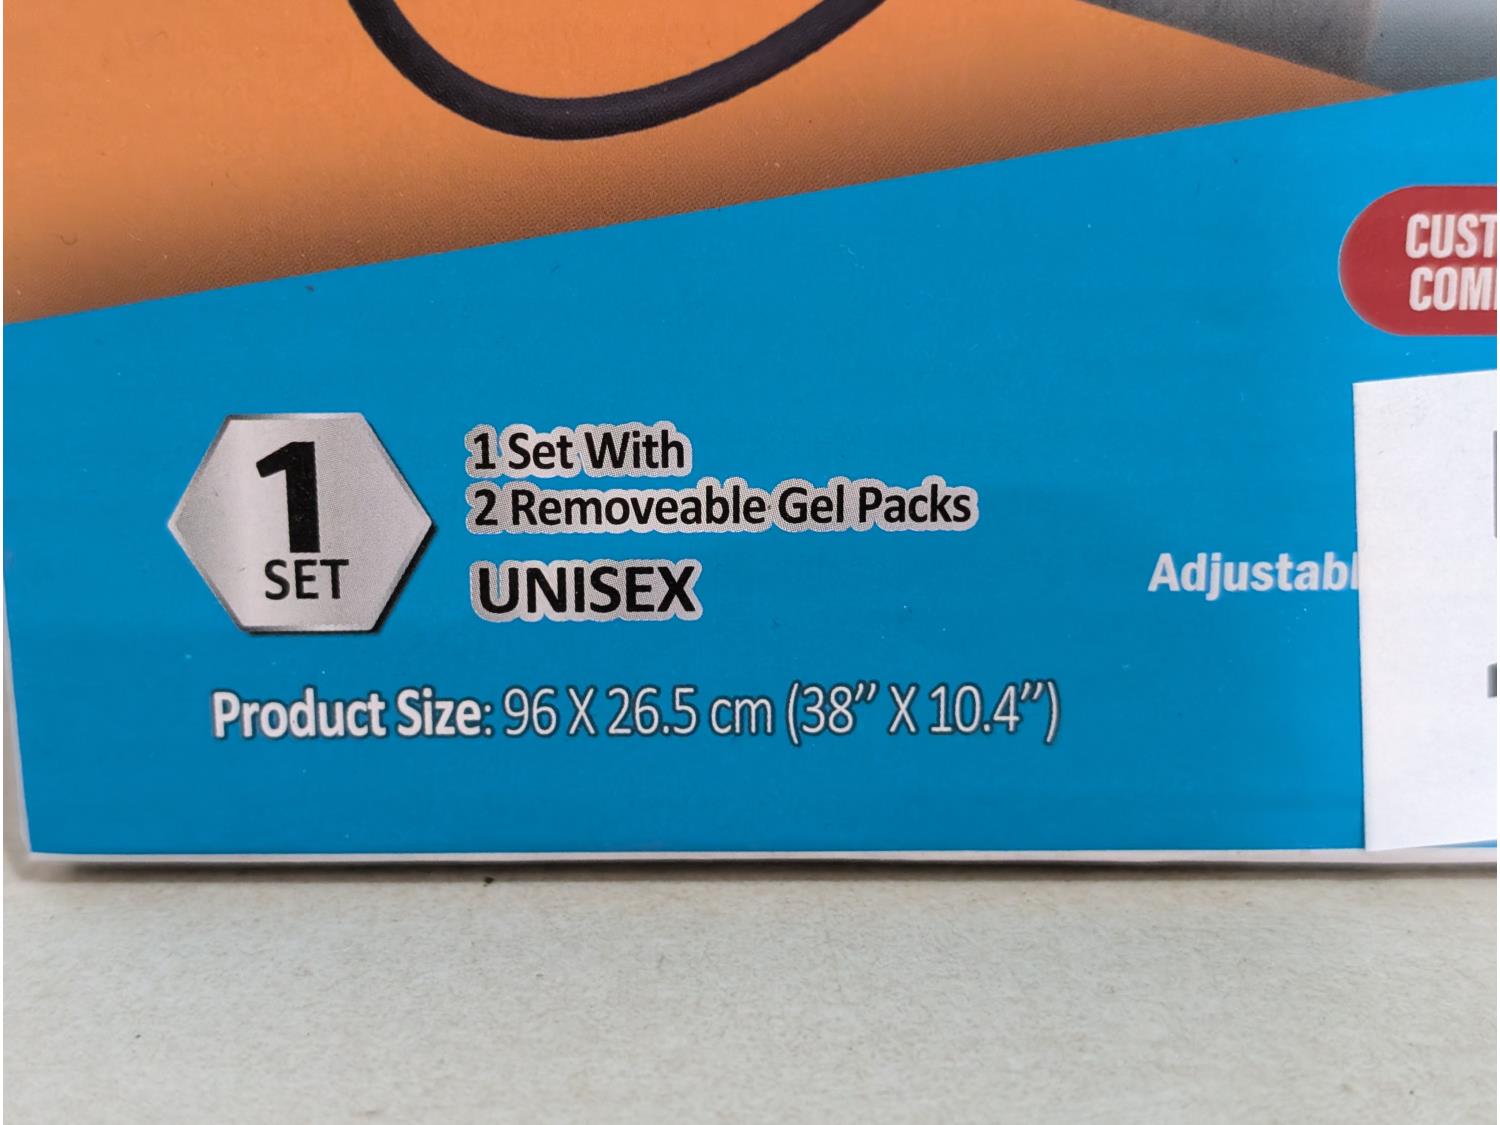 1
SET
1 Set With
2 Removeable Gel Packs
UNISEX
Product Size: 96 X 26.5 cm (38” X 10.4”)